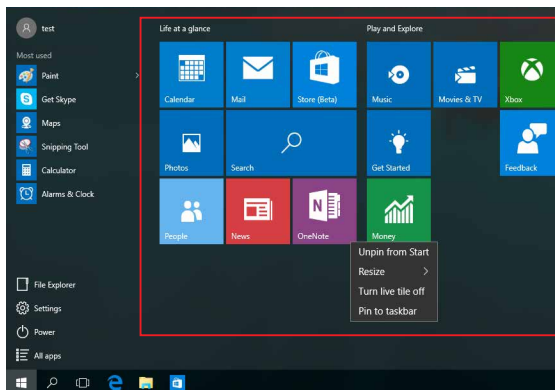 test
Most used
Paint
Get Skype
Maps
Snipping Tool
Calculator
Alarms & Clock
File Explorer
Settings
Power
All apps
Life at a glance
Play and Explore
Calendar
Mail
Store (Beta)
Music
Movies & TV
Xbox
Photos
Search
Get Started
Feedback
People
News
OneNote
Money
Unpin from Start
Resize
Turn live tile off
Pin to taskbar